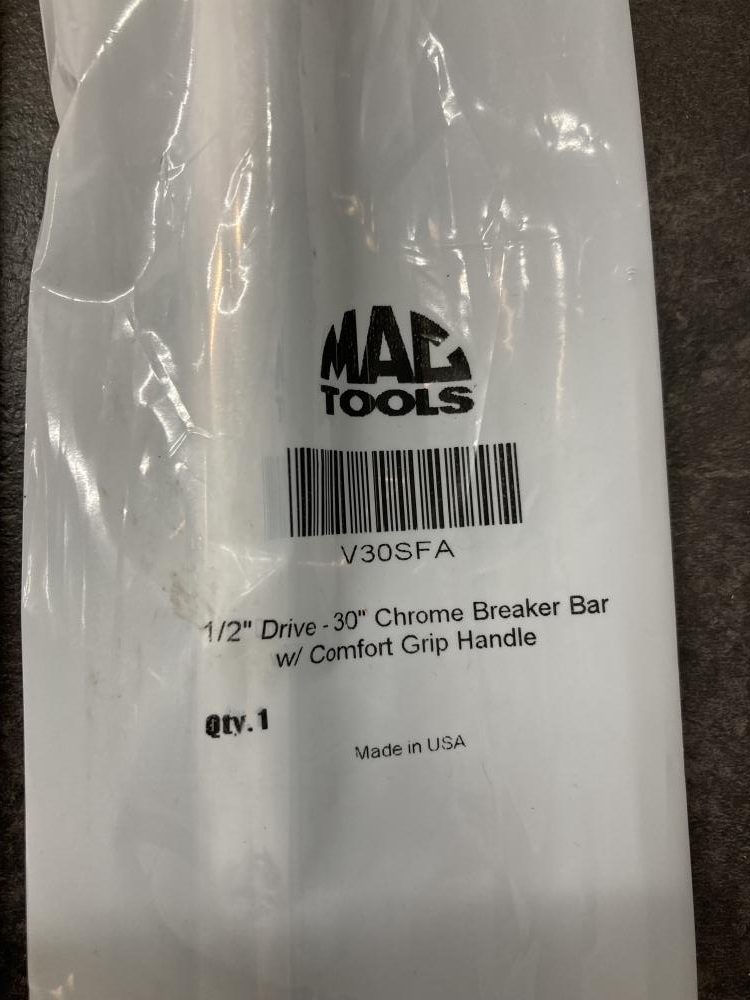 MAC
TOOLS
V30SFA
1/2" Drive - 30" Chrome Breaker Bar
w/ Comfort Grip Handle
Qty. 1
Made in USA